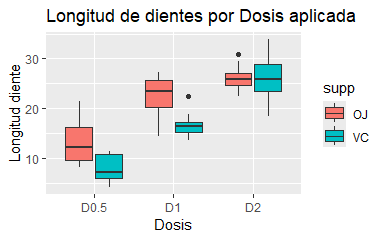 Longitud de dientes por Dosis aplicada
Longitud diente
30
20
10
D0.5
D1
D2
Dosis
supp
OJ
VC